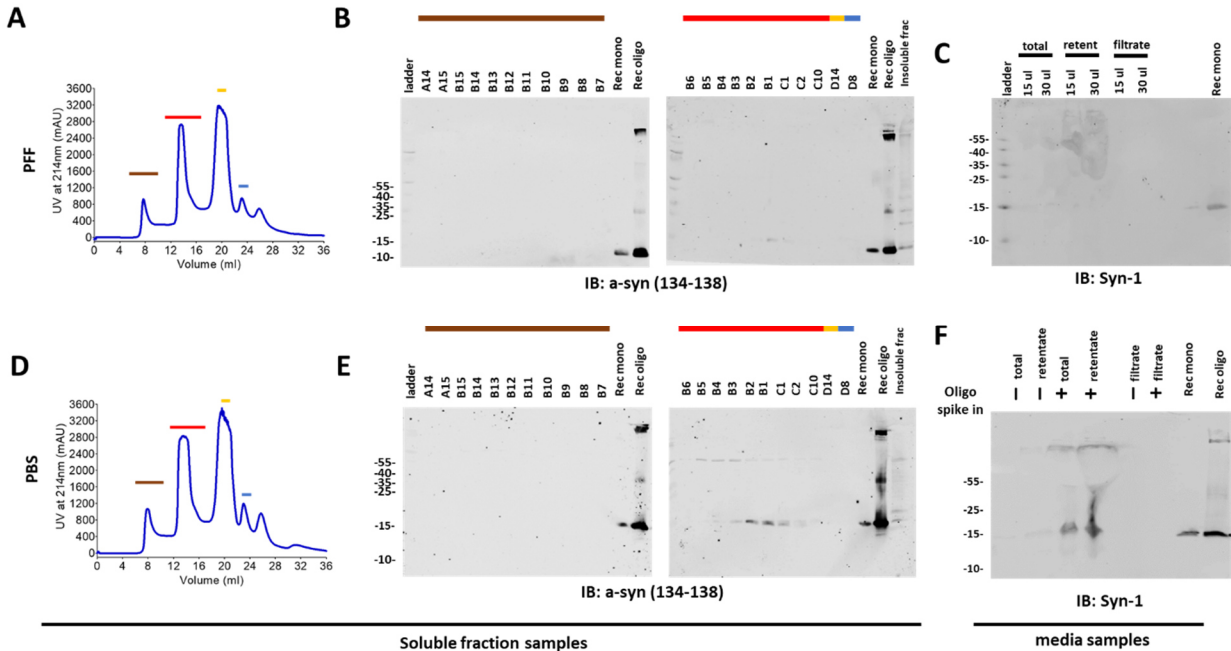 A
PFF
UV at 214nm (mAU)
3600
3200
2800
2400
2000
1600
1200
800
400
0
0 4 8 12 16 20 24 28 32 36
Volume (ml)
B
ladder A14 A15 B15 B14 B13 B12 B11 B10 B9 B8 B7 Rec mono Rec oligo
B6 B5 B4 B3 B2 B1 C1 C2 C10 D14 D8 Rec mono Rec oligo Insoluble frac
-55-
-40-
-35-
-25-
-15-
-10-
IB: a-syn (134-138)
C
total retent filtrate
ladder 15 ul 30 ul 15 ul 30 ul 15 ul 30 ul Rec mono
-55-
-40-
-35-
-25-
-15-
-10-
IB: Syn-1
D
PBS
UV at 214nm (mAU)
3600
3200
2800
2400
2000
1600
1200
800
400
0
0 4 8 12 16 20 24 28 32 36
Volume (ml)
E
ladder A14 A15 B15 B14 B13 B12 B11 B10 B9 B8 B7 Rec mono Rec oligo
B6 B5 B4 B3 B2 B1 C1 C2 C10 D14 D8 Rec mono Rec oligo Insoluble frac
-55-
-40-
-35-
-25-
-15-
-10-
IB: a-syn (134-138)
F
total retentate total retentate filtrate filtrate Rec mono Rec oligo
Oligo spike in − − + + − +
-55-
-35-
-25-
-15-
-10-
IB: Syn-1
Soluble fraction samples
media samples